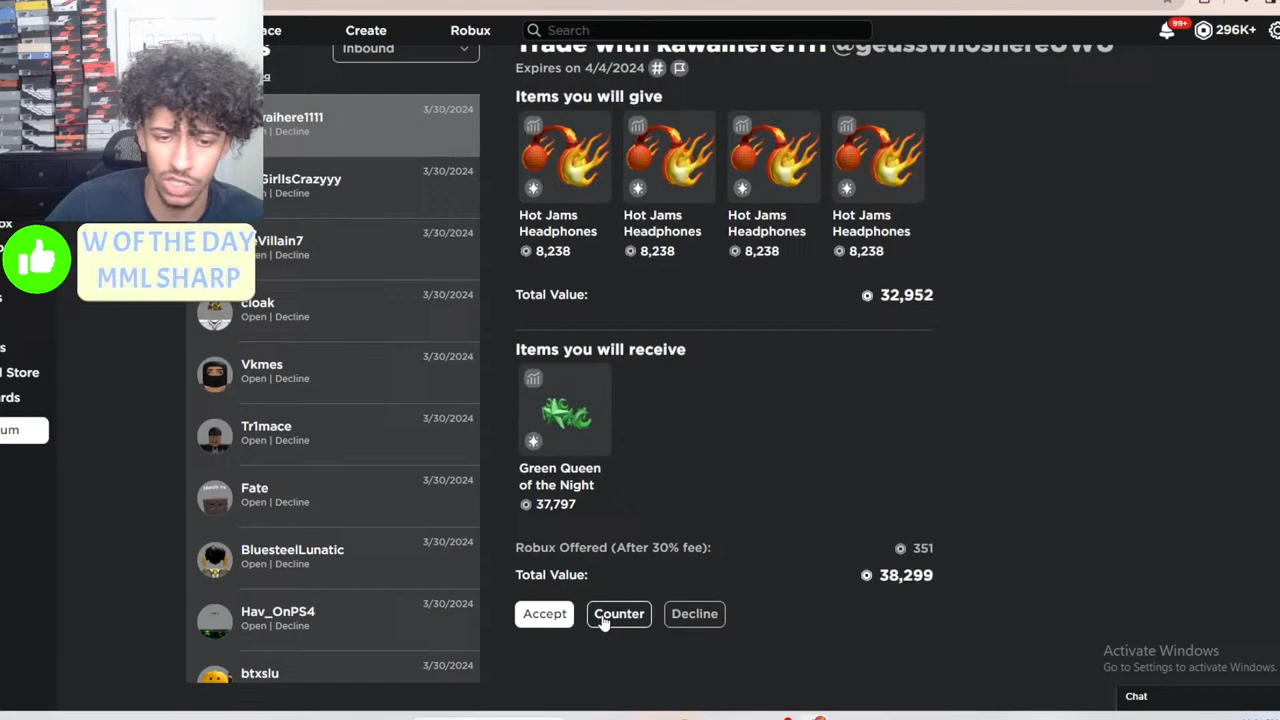 Create
Robux
Search
99+
296K+
Inbound
Expires on 4/4/2024
Items you will give
Hot Jams
Headphones
8,238
Hot Jams
Headphones
8,238
Hot Jams
Headphones
8,238
Hot Jams
Headphones
8,238
Total Value:
32,952
Items you will receive
Green Queen
of the Night
37,797
Robux Offered (After 30% fee):
351
Total Value:
38,299
Accept
Counter
Decline
3/30/2024
Decline
GirlIsCrazyyy
3/30/2024
Decline
Villain7
3/30/2024
Decline
cloak
3/30/2024
Open | Decline
Vkmes
3/30/2024
Open | Decline
Tr1mace
3/30/2024
Open | Decline
Fate
3/30/2024
Open | Decline
BluesteelLunatic
3/30/2024
Open | Decline
Hav_OnPS4
3/30/2024
Open | Decline
btxslu
3/30/2024
W OF THE DAY
MML SHARP
Store
Activate Windows
Go to Settings to activate Windows.
Chat